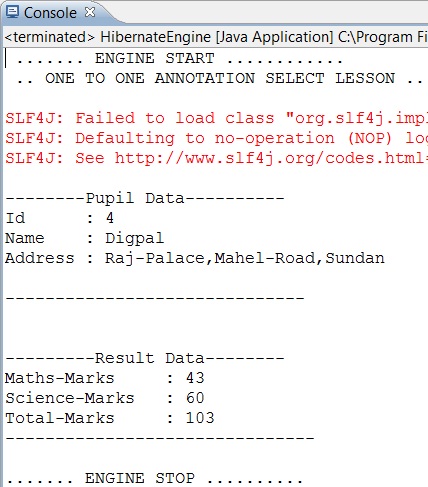 Console
<terminated> HibernateEngine [Java Application] C:\Program Fi
....... ENGINE START ............
.. ONE TO ONE ANNOTATION SELECT LESSON ..
SLF4J: Failed to load class "org.slf4j.impl
SLF4J: Defaulting to no-operation (NOP) log
SLF4J: See http://www.slf4j.org/codes.html=
--------Pupil Data----------
Id      : 4
Name    : Digpal
Address : Raj-Palace,Mahel-Road,Sundan
------------------------------
---------Result Data--------
Maths-Marks     : 43
Science-Marks   : 60
Total-Marks     : 103
-------------------------------
....... ENGINE STOP ..........